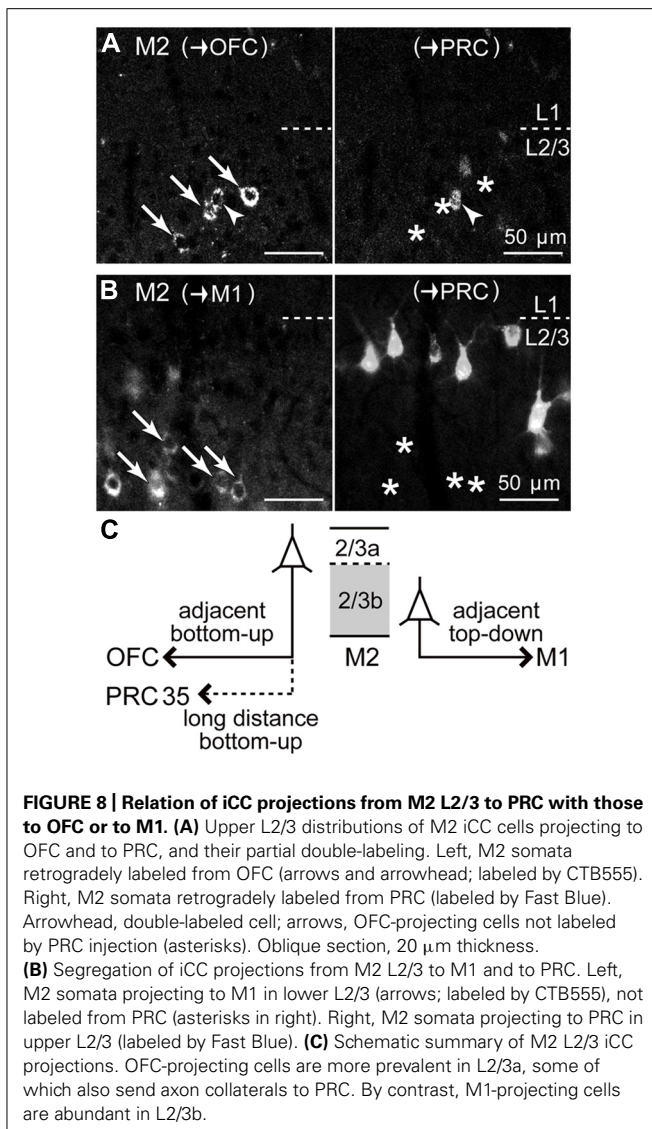 A M2 (→OFC) (→PRC)
L1
L2/3
* * *
50 μm
B M2 (→M1) (→PRC)
L1
L2/3
* * * *
50 μm
C
2/3a
2/3b
adjacent
bottom-up
adjacent
top-down
OFC
M2
M1
PRC 35
long distance
bottom-up
FIGURE 8 | Relation of iCC projections from M2 L2/3 to PRC with those
to OFC or to M1. (A) Upper L2/3 distributions of M2 iCC cells projecting to
OFC and to PRC, and their partial double-labeling. Left, M2 somata
retrogradely labeled from OFC (arrows and arrowhead; labeled by CTB555).
Right, M2 somata retrogradely labeled from PRC (labeled by Fast Blue).
Arrowhead, double-labeled cell; arrows, OFC-projecting cells not labeled
by PRC injection (asterisks). Oblique section, 20 μm thickness.
(B) Segregation of iCC projections from M2 L2/3 to M1 and to PRC. Left,
M2 somata projecting to M1 in lower L2/3 (arrows; labeled by CTB555), not
labeled from PRC (asterisks in right). Right, M2 somata projecting to PRC in
upper L2/3 (labeled by Fast Blue). (C) Schematic summary of M2 L2/3 iCC
projections. OFC-projecting cells are more prevalent in L2/3a, some of
which also send axon collaterals to PRC. By contrast, M1-projecting cells
are abundant in L2/3b.